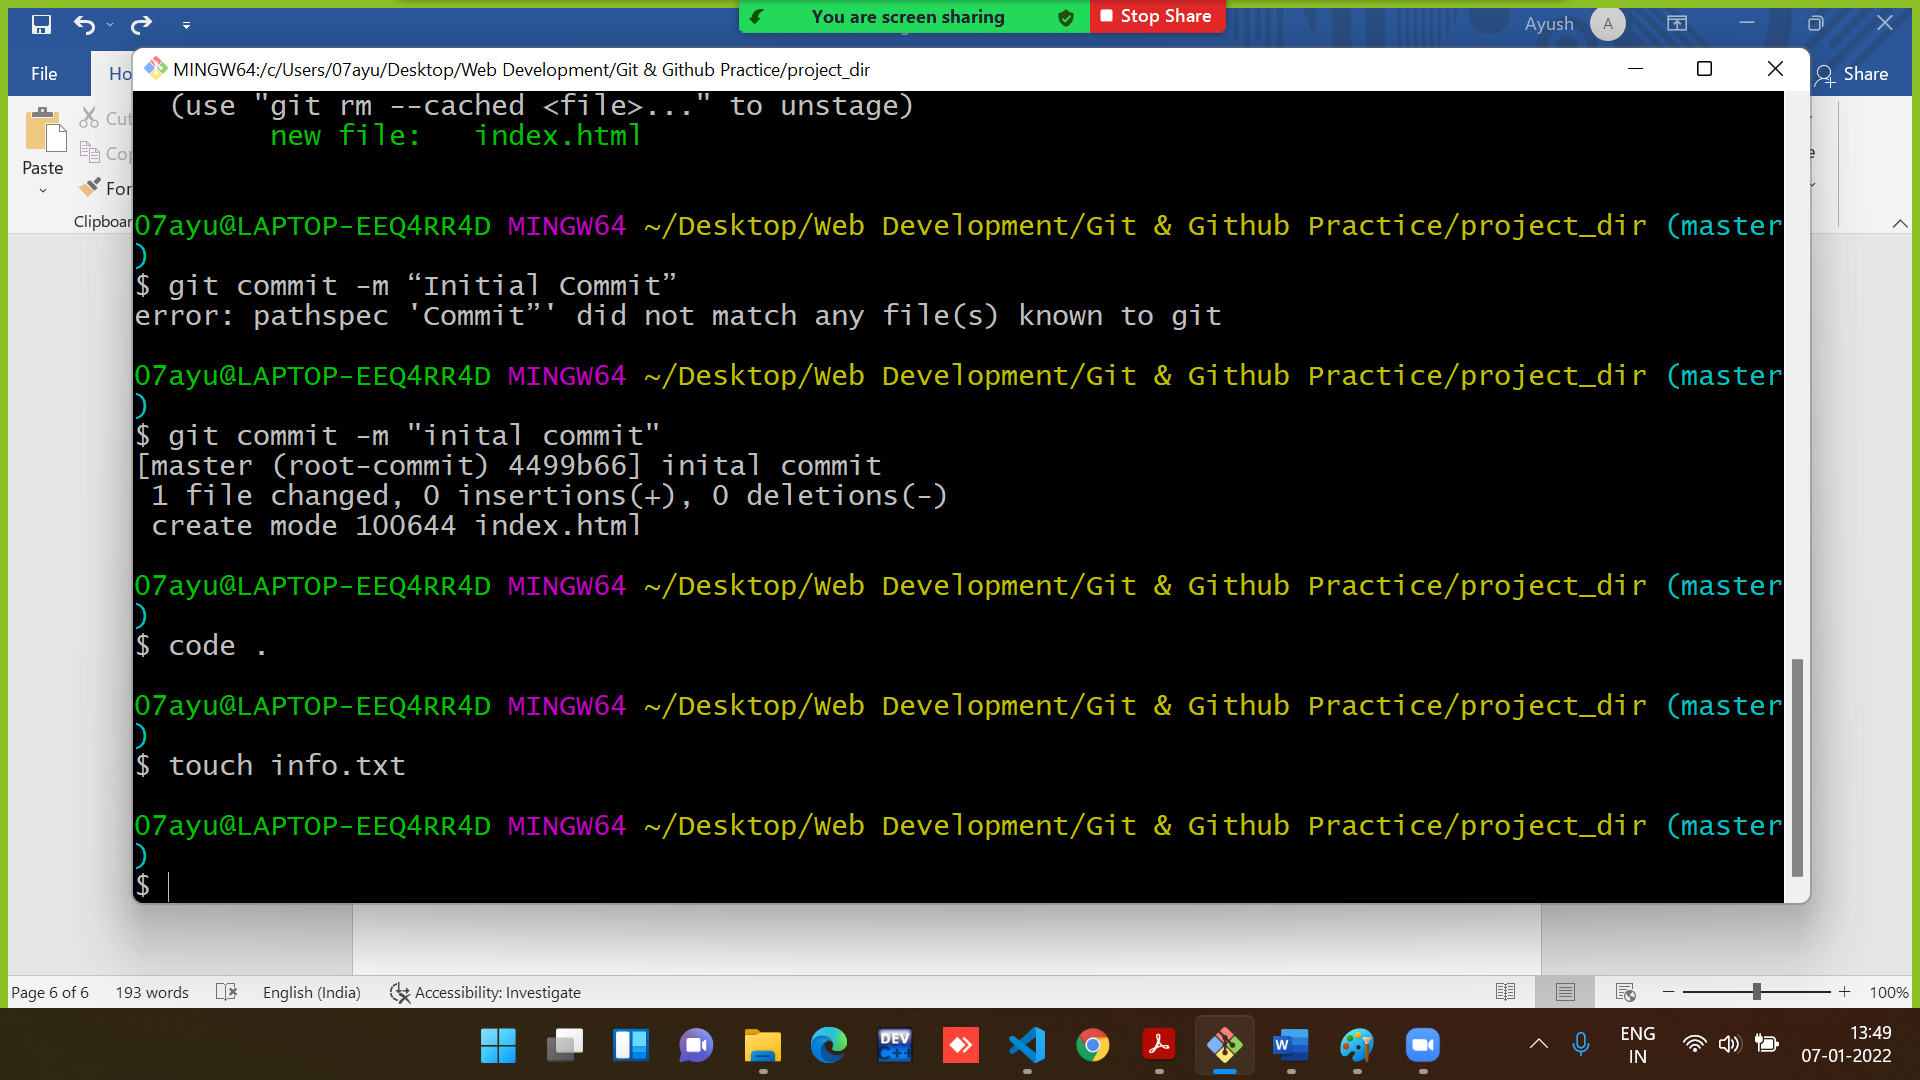 You are screen sharing
Stop Share
Ayush
A
File
Ho
Share
MINGW64:/c/Users/07ayu/Desktop/Web Development/Git & Github Practice/project_dir
Paste
Cut
Cop
For
Clipboar
(use "git rm --cached <file>..." to unstage)
new file:   index.html
07ayu@LAPTOP-EEQ4RR4D MINGW64 ~/Desktop/Web Development/Git & Github Practice/project_dir (master
)
$ git commit -m “Initial Commit”
error: pathspec 'Commit”' did not match any file(s) known to git
07ayu@LAPTOP-EEQ4RR4D MINGW64 ~/Desktop/Web Development/Git & Github Practice/project_dir (master
)
$ git commit -m "inital commit"
[master (root-commit) 4499b66] inital commit
1 file changed, 0 insertions(+), 0 deletions(-)
create mode 100644 index.html
07ayu@LAPTOP-EEQ4RR4D MINGW64 ~/Desktop/Web Development/Git & Github Practice/project_dir (master
)
$ code .
07ayu@LAPTOP-EEQ4RR4D MINGW64 ~/Desktop/Web Development/Git & Github Practice/project_dir (master
)
$ touch info.txt
07ayu@LAPTOP-EEQ4RR4D MINGW64 ~/Desktop/Web Development/Git & Github Practice/project_dir (master
)
$
Page 6 of 6
193 words
English (India)
Accessibility: Investigate
100%
DEV
C++
W
ENG
IN
13:49
07-01-2022